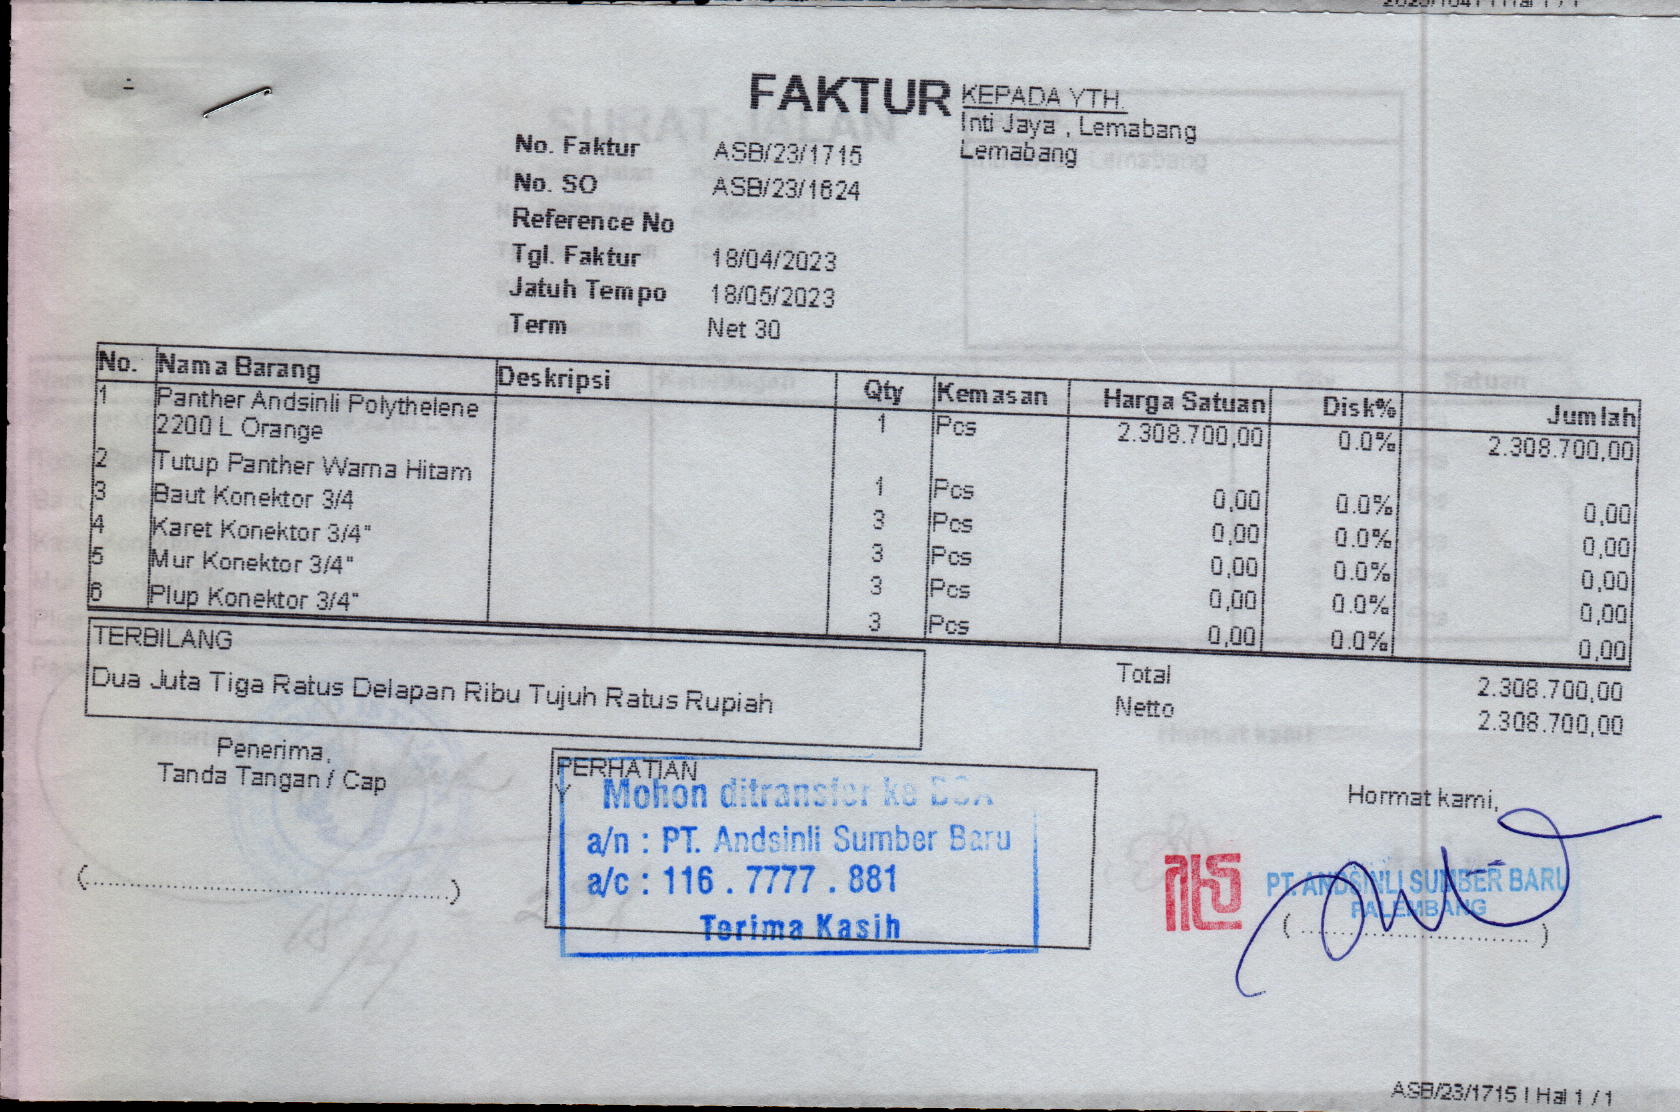 FAKTUR
KEPADA YTH.
Inti Jaya , Lemabang
Lemabang
No. Faktur ASB/23/1715
No. SO ASB/23/1624
Reference No
Tgl. Faktur 18/04/2023
Jatuh Tempo 18/05/2023
Term Net 30
No. Nama Barang Deskripsi Qty Kemasan Harga Satuan Disk% Jumlah
1 Panther Andsinli Polythelene 1 Pcs 2.308.700,00 0.0% 2.308.700,00
2200 L Orange
2 Tutup Panther Warna Hitam 1 Pcs 0,00 0.0% 0,00
3 Baut Konektor 3/4 3 Pcs 0,00 0.0% 0,00
4 Karet Konektor 3/4" 3 Pcs 0,00 0.0% 0,00
5 Mur Konektor 3/4" 3 Pcs 0,00 0.0% 0,00
6 Plup Konektor 3/4" 3 Pcs 0,00 0.0% 0,00
TERBILANG
Dua Juta Tiga Ratus Delapan Ribu Tujuh Ratus Rupiah
Total 2.308.700,00
Netto 2.308.700,00
Penerima,
Tanda Tangan / Cap
(..........................................................)
PERHATIAN
Mohon ditransfer ke BCA
a/n : PT. Andsinli Sumber Baru
a/c : 116 . 7777 . 881
Terima Kasih
Hormat kami,
PT. ANDSINLI SUMBER BARU
PALEMBANG
(....................................)
ASB/23/1715 | Hal 1 / 1